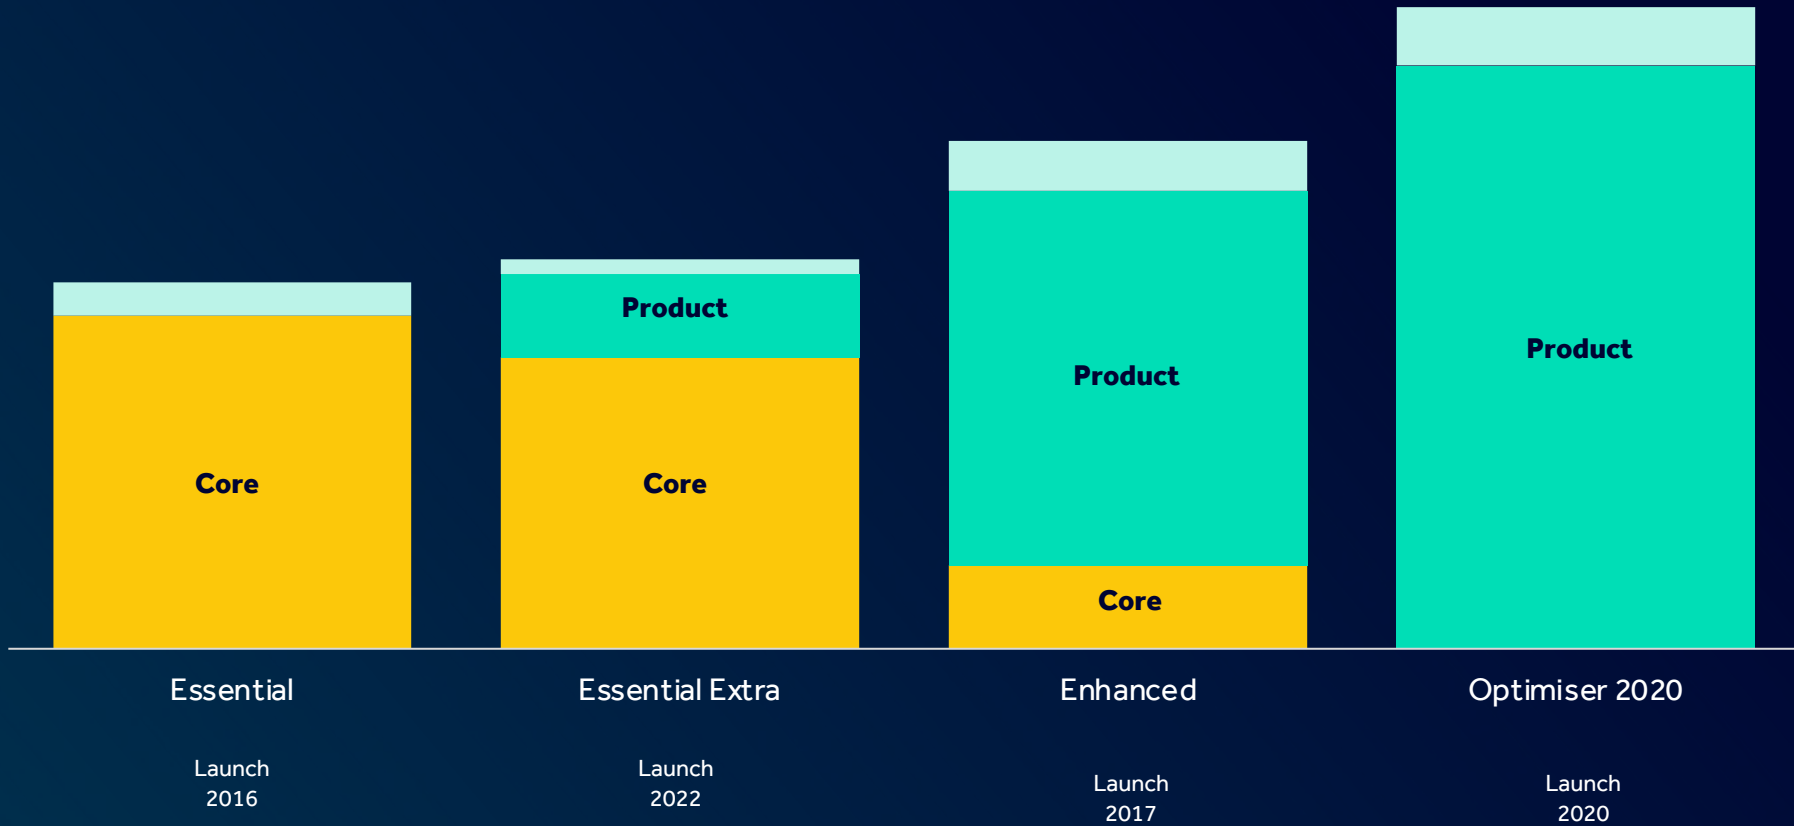 Product
Product
Product
Core
Core
Core
Essential
Essential Extra
Enhanced
Optimiser 2020
Launch
2016
Launch
2022
Launch
2017
Launch
2020